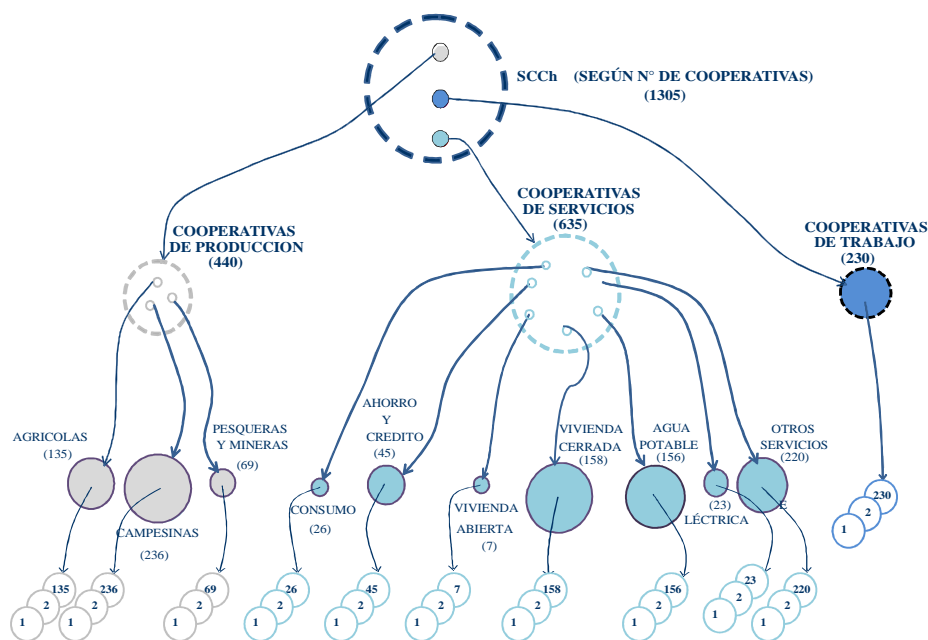 SCCh (SEGÚN N° DE COOPERATIVAS)
(1305)
COOPERATIVAS
DE SERVICIOS
(635)
COOPERATIVAS
DE PRODUCCION
(440)
COOPERATIVAS
DE TRABAJO
(230)
AGRICOLAS
(135)
CAMPESINAS
(236)
PESQUERAS
Y MINERAS
(69)
CONSUMO
(26)
AHORRO
Y
CREDITO
(45)
VIVIENDA
ABIERTA
(7)
VIVIENDA
CERRADA
(158)
AGUA
POTABLE
(156)
(23)
E
LÉCTRICA
OTROS
SERVICIOS
(220)
230
2
1
135
2
1
236
2
1
69
2
1
26
2
1
45
2
1
7
2
1
158
2
1
156
2
1
23
2
1
220
2
1